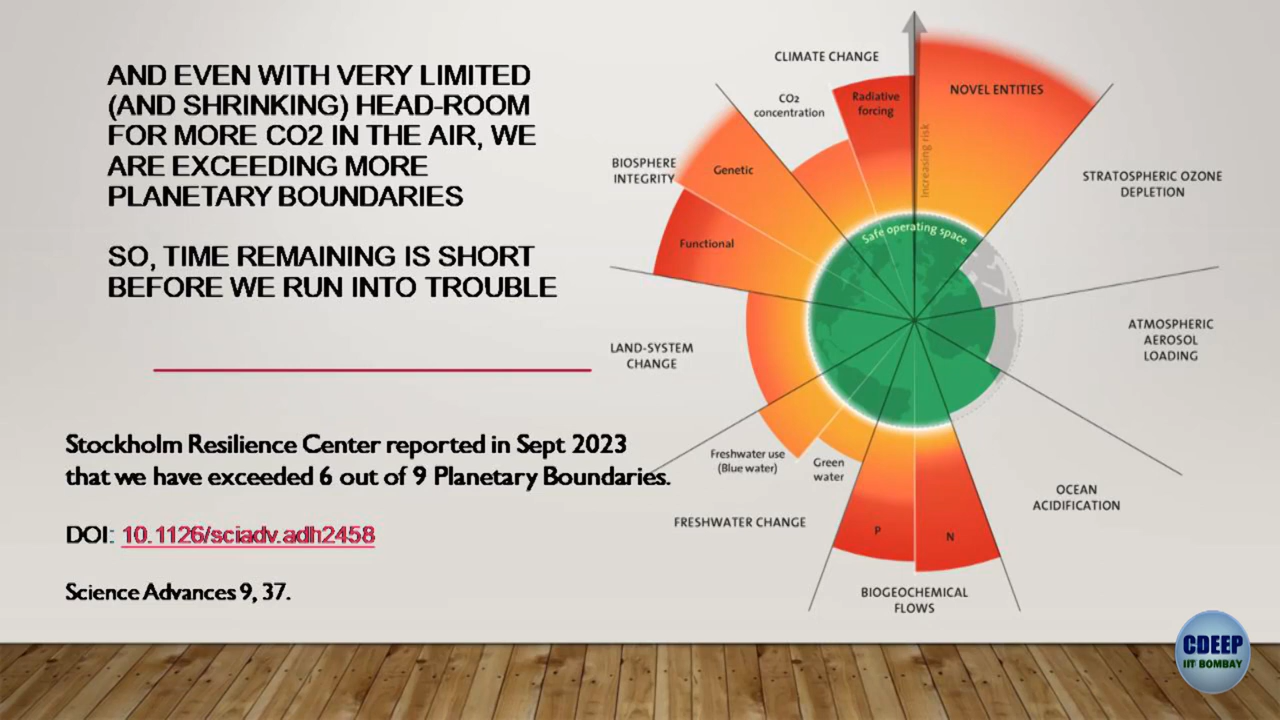 AND EVEN WITH VERY LIMITED
(AND SHRINKING) HEAD-ROOM
FOR MORE CO2 IN THE AIR, WE
ARE EXCEEDING MORE
PLANETARY BOUNDARIES
SO, TIME REMAINING IS SHORT
BEFORE WE RUN INTO TROUBLE
Stockholm Resilience Center reported in Sept 2023
that we have exceeded 6 out of 9 Planetary Boundaries.
DOI: 10.1126/sciadv.adh2458
Science Advances 9, 37.
CLIMATE CHANGE
CO2
concentration
Radiative
forcing
NOVEL ENTITIES
Increasing risk
BIOSPHERE
INTEGRITY
Genetic
Functional
STRATOSPHERIC OZONE
DEPLETION
Safe operating space
LAND-SYSTEM
CHANGE
ATMOSPHERIC
AEROSOL
LOADING
Freshwater use
(Blue water)
Green
water
FRESHWATER CHANGE
OCEAN
ACIDIFICATION
P
N
BIOGEOCHEMICAL
FLOWS
CDEEP
IIT BOMBAY